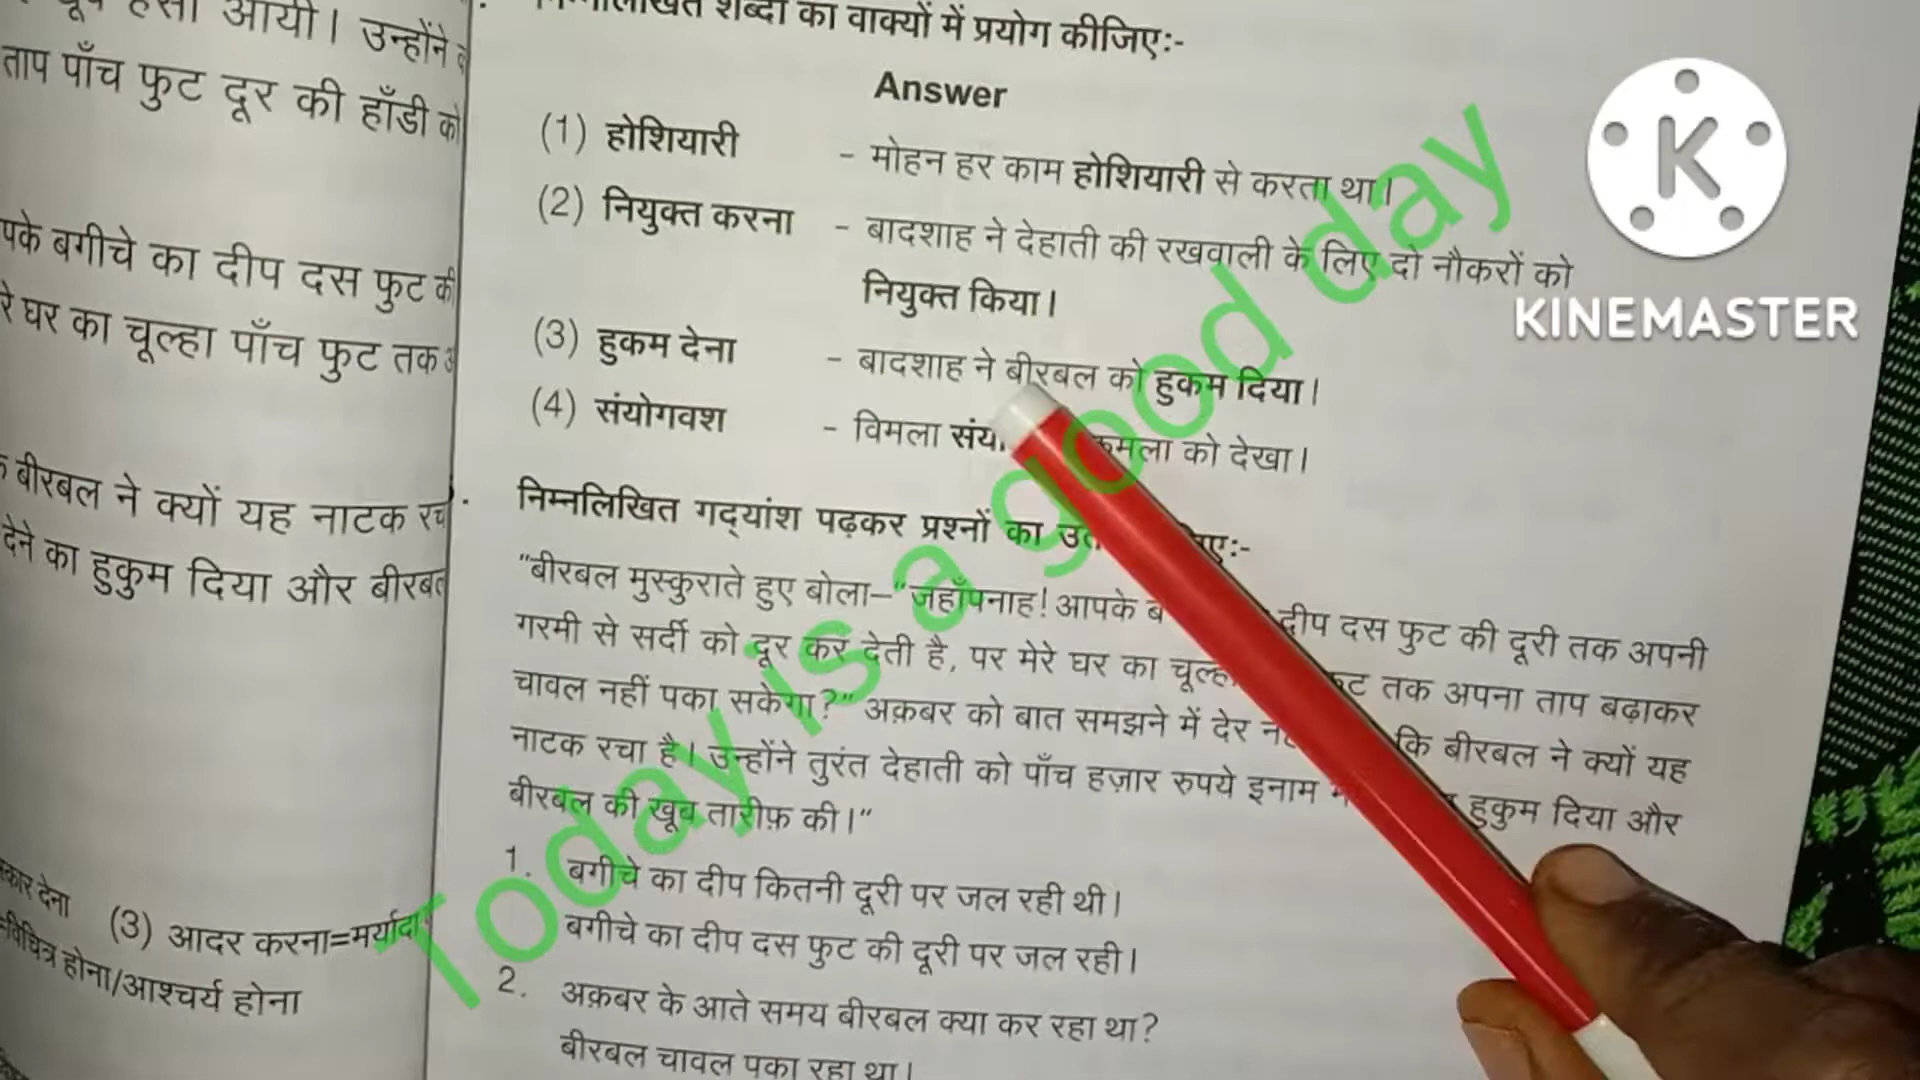 खूब हँसी आयी। उन्होंने
ताप पाँच फुट दूर की हाँडी को
बगीचे का दीप दस फुट की
घर का चूल्हा पाँच फुट तक
बीरबल ने क्यों यह नाटक
देने का हुकुम दिया और बीरबल
देना (3) आदर करना=मर्यादा
विचित्र होना/आश्चर्य होना
निम्नलिखित शब्दों का वाक्यों में प्रयोग कीजिए:-
Answer
(1) होशियारी - मोहन हर काम होशियारी से करता था।
(2) नियुक्त करना - बादशाह ने देहाती की रखवाली के लिए दो नौकरों को
नियुक्त किया।
(3) हुकम देना - बादशाह ने बीरबल को हुकम दिया।
(4) संयोगवश - विमला कमला को देखा।
निम्नलिखित गद्‌यांश पढ़कर प्रश्नों का
"बीरबल मुस्कुराते हुए बोला–"जहाँपनाह! आपके दीप दस फुट की दूरी तक अपनी
गरमी से सर्दी को दूर कर देती है, पर मेरे घर का तक अपना ताप बढ़ाकर
चावल नहीं पका सकेगा?" अक़बर को बात समझने में देर कि बीरबल ने क्यों यह
नाटक रचा है। उन्होंने तुरंत देहाती को पाँच हज़ार रुपये इनाम हुकुम दिया और
बीरबल की खूब तारीफ़ की।"
1. बगीचे का दीप कितनी दूरी पर जल रही थी।
बगीचे का दीप दस फुट की दूरी पर जल रही।
2. अक़बर के आते समय बीरबल क्या कर रहा था?
बीरबल चावल पका रहा था।
Today is a good day
K
KINEMASTER